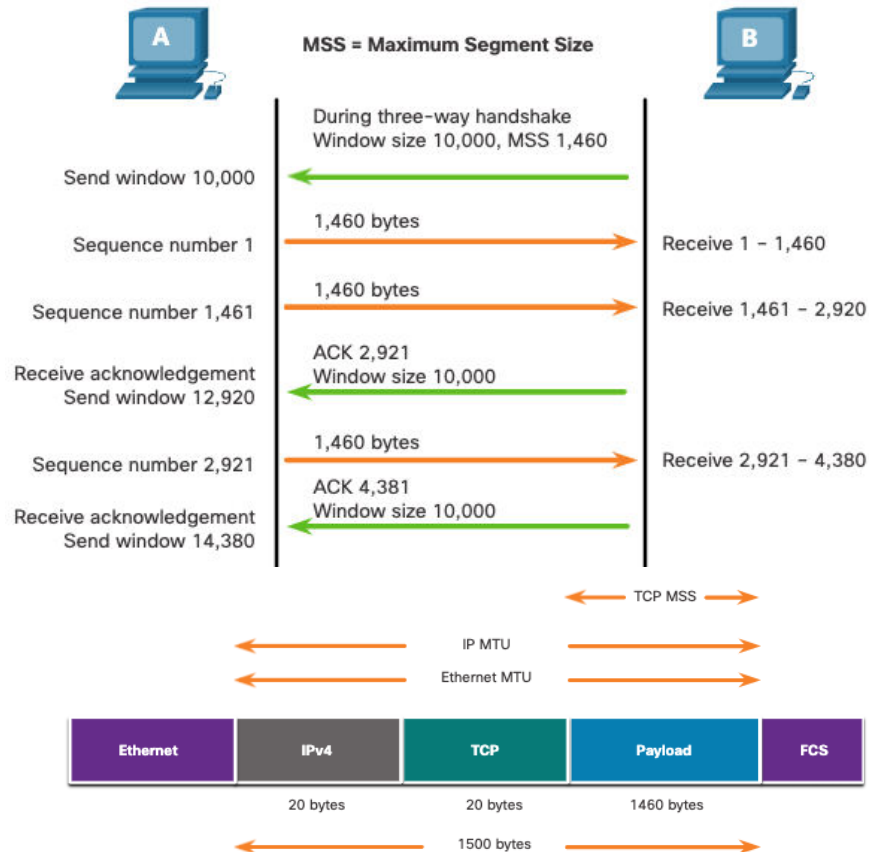 A
MSS = Maximum Segment Size
B
During three-way handshake
Window size 10,000, MSS 1,460
Send window 10,000
1,460 bytes
Sequence number 1
Receive 1 – 1,460
1,460 bytes
Sequence number 1,461
Receive 1,461 – 2,920
ACK 2,921
Window size 10,000
Receive acknowledgement
Send window 12,920
1,460 bytes
Sequence number 2,921
Receive 2,921 – 4,380
ACK 4,381
Window size 10,000
Receive acknowledgement
Send window 14,380
TCP MSS
IP MTU
Ethernet MTU
Ethernet
IPv4
TCP
Payload
FCS
20 bytes
20 bytes
1460 bytes
1500 bytes